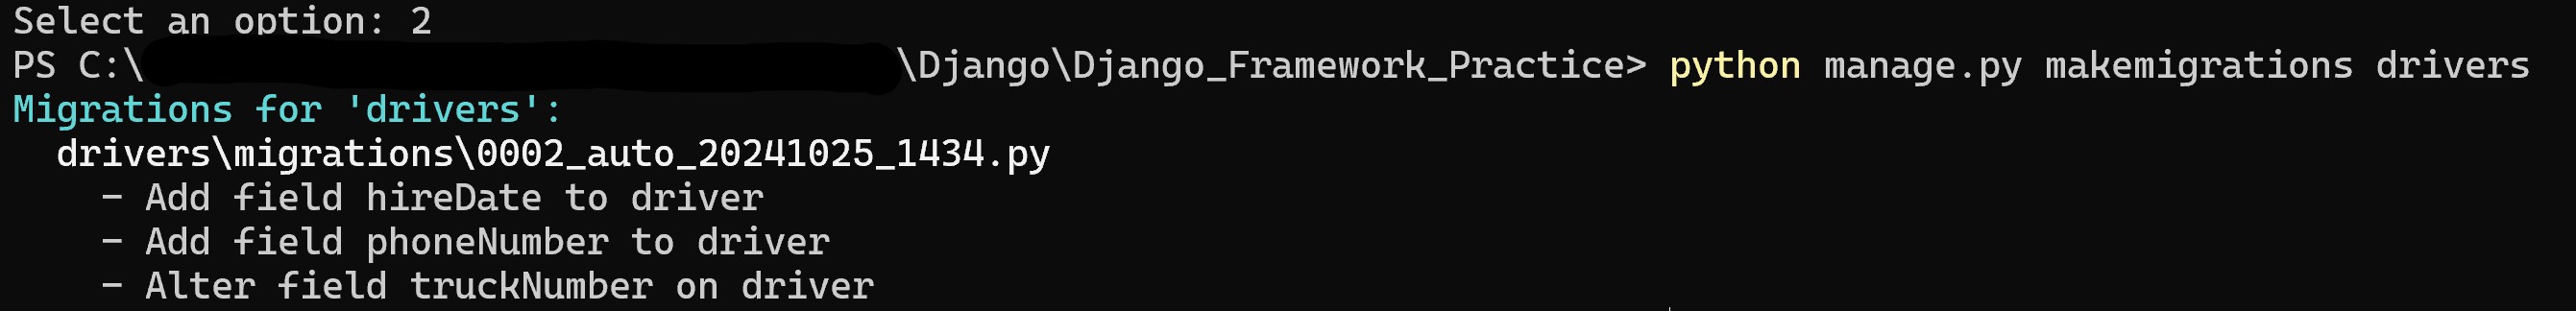 Select an option: 2
PS C:\ \Django\Django_Framework_Practice> python manage.py makemigrations drivers
Migrations for 'drivers':
  drivers\migrations\0002_auto_20241025_1434.py
    - Add field hireDate to driver
    - Add field phoneNumber to driver
    - Alter field truckNumber on driver